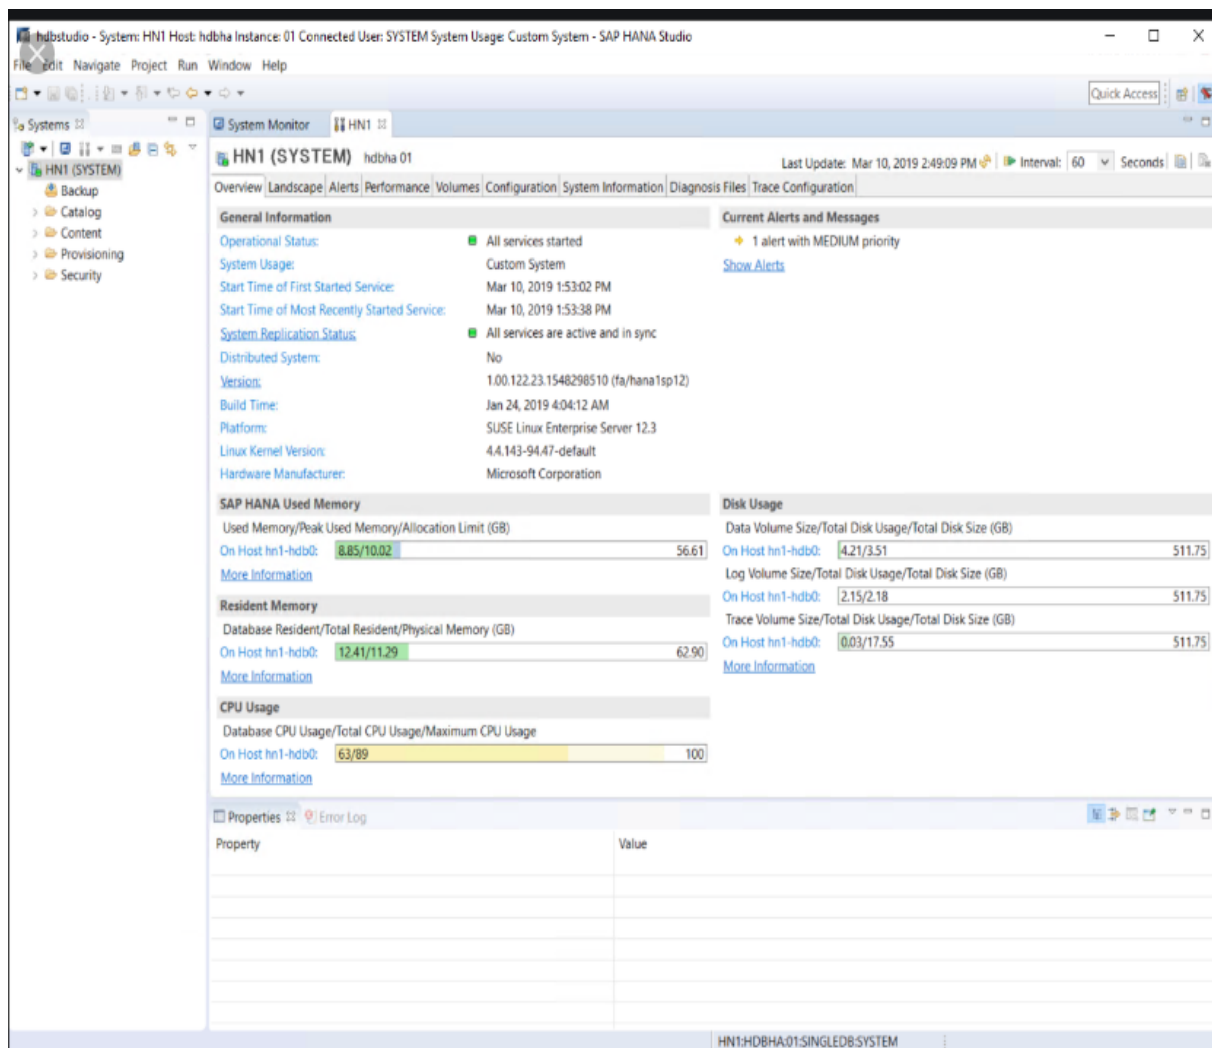 hdbstudio - System: HN1 Host: hdbha Instance: 01 Connected User: SYSTEM System Usage: Custom System - SAP HANA Studio
File Edit Navigate Project Run Window Help
Quick Access
Systems
System Monitor HN1
HN1 (SYSTEM)
Backup
Catalog
Content
Provisioning
Security
HN1 (SYSTEM) hdbha 01
Last Update: Mar 10, 2019 2:49:09 PM Interval: 60 Seconds
Overview Landscape Alerts Performance Volumes Configuration System Information Diagnosis Files Trace Configuration
General Information
Operational Status: All services started
System Usage: Custom System
Start Time of First Started Service: Mar 10, 2019 1:53:02 PM
Start Time of Most Recently Started Service: Mar 10, 2019 1:53:38 PM
System Replication Status: All services are active and in sync
Distributed System: No
Version: 1.00.122.23.1548298510 (fa/hana1sp12)
Build Time: Jan 24, 2019 4:04:12 AM
Platform: SUSE Linux Enterprise Server 12.3
Linux Kernel Version: 4.4.143-94.47-default
Hardware Manufacturer: Microsoft Corporation
Current Alerts and Messages
1 alert with MEDIUM priority
Show Alerts
SAP HANA Used Memory
Used Memory/Peak Used Memory/Allocation Limit (GB)
On Host hn1-hdb0: 8.85/10.02 56.61
More Information
Resident Memory
Database Resident/Total Resident/Physical Memory (GB)
On Host hn1-hdb0: 12.41/11.29 62.90
More Information
CPU Usage
Database CPU Usage/Total CPU Usage/Maximum CPU Usage
On Host hn1-hdb0: 63/89 100
More Information
Disk Usage
Data Volume Size/Total Disk Usage/Total Disk Size (GB)
On Host hn1-hdb0: 4.21/3.51 511.75
Log Volume Size/Total Disk Usage/Total Disk Size (GB)
On Host hn1-hdb0: 2.15/2.18 511.75
Trace Volume Size/Total Disk Usage/Total Disk Size (GB)
On Host hn1-hdb0: 0.03/17.55 511.75
More Information
Properties Error Log
Property Value
HN1:HDBHA:01:SINGLEDB:SYSTEM